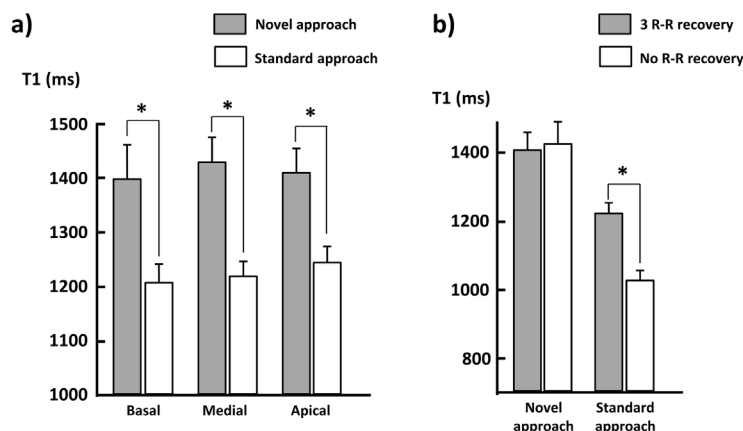 a)
Novel approach
Standard approach
T1 (ms)
*
*
*
1500
1400
1300
1200
1100
1000
Basal
Medial
Apical
b)
3 R-R recovery
No R-R recovery
T1 (ms)
*
1400
1200
1000
800
Novel
approach
Standard
approach